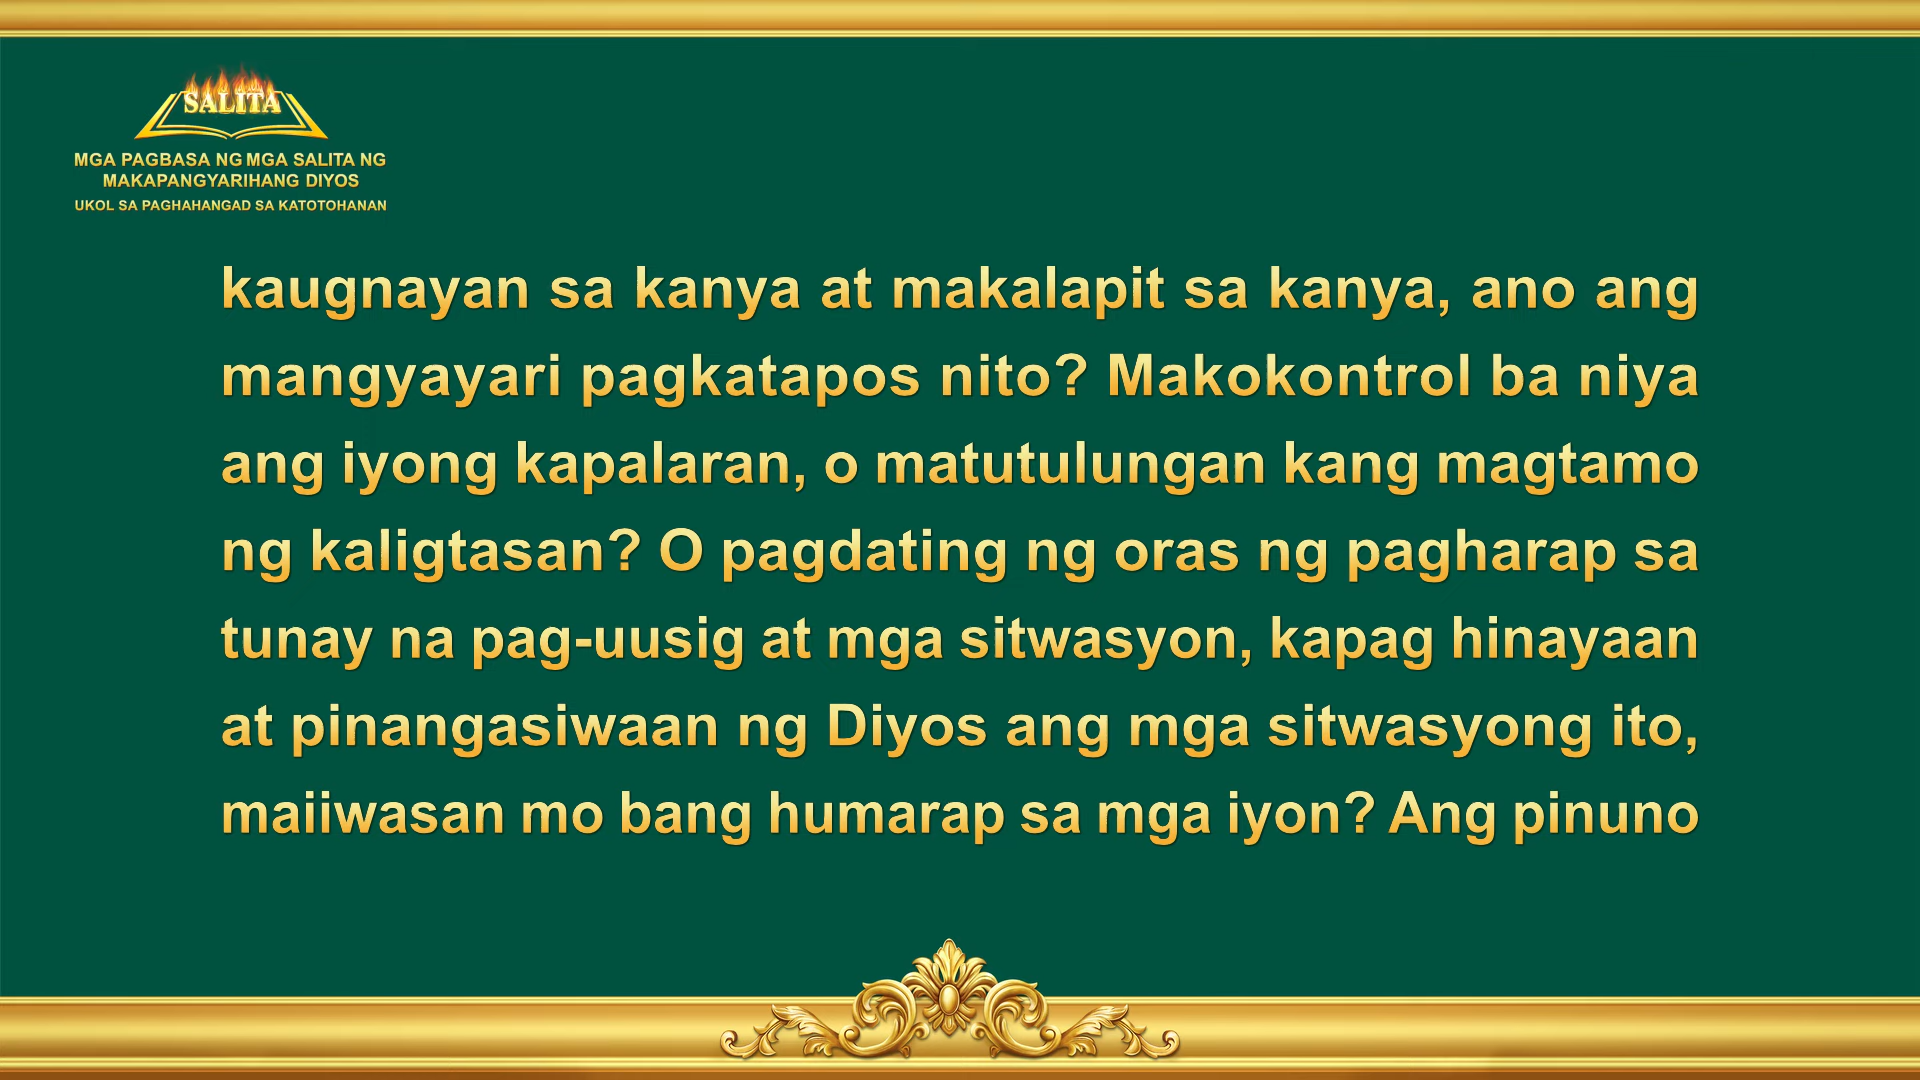 SALITA
MGA PAGBASA NG MGA SALITA NG
MAKAPANGYARIHANG DIYOS
UKOL SA PAGHAHANGAD SA KATOTOHANAN
kaugnayan sa kanya at makalapit sa kanya, ano ang
mangyayari pagkatapos nito? Makokontrol ba niya
ang iyong kapalaran, o matutulungan kang magtamo
ng kaligtasan? O pagdating ng oras ng pagharap sa
tunay na pag-uusig at mga sitwasyon, kapag hinayaan
at pinangasiwaan ng Diyos ang mga sitwasyong ito,
maiiwasan mo bang humarap sa mga iyon? Ang pinuno